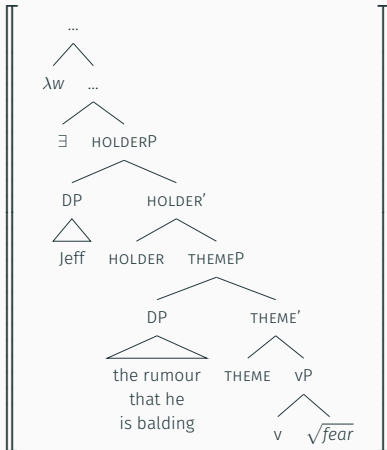 ...
λw ...
∃ HOLDERP
DP HOLDER’
Jeff HOLDER THEMEP
DP THEME’
the rumour THEME vP
that he
is balding
v √fear